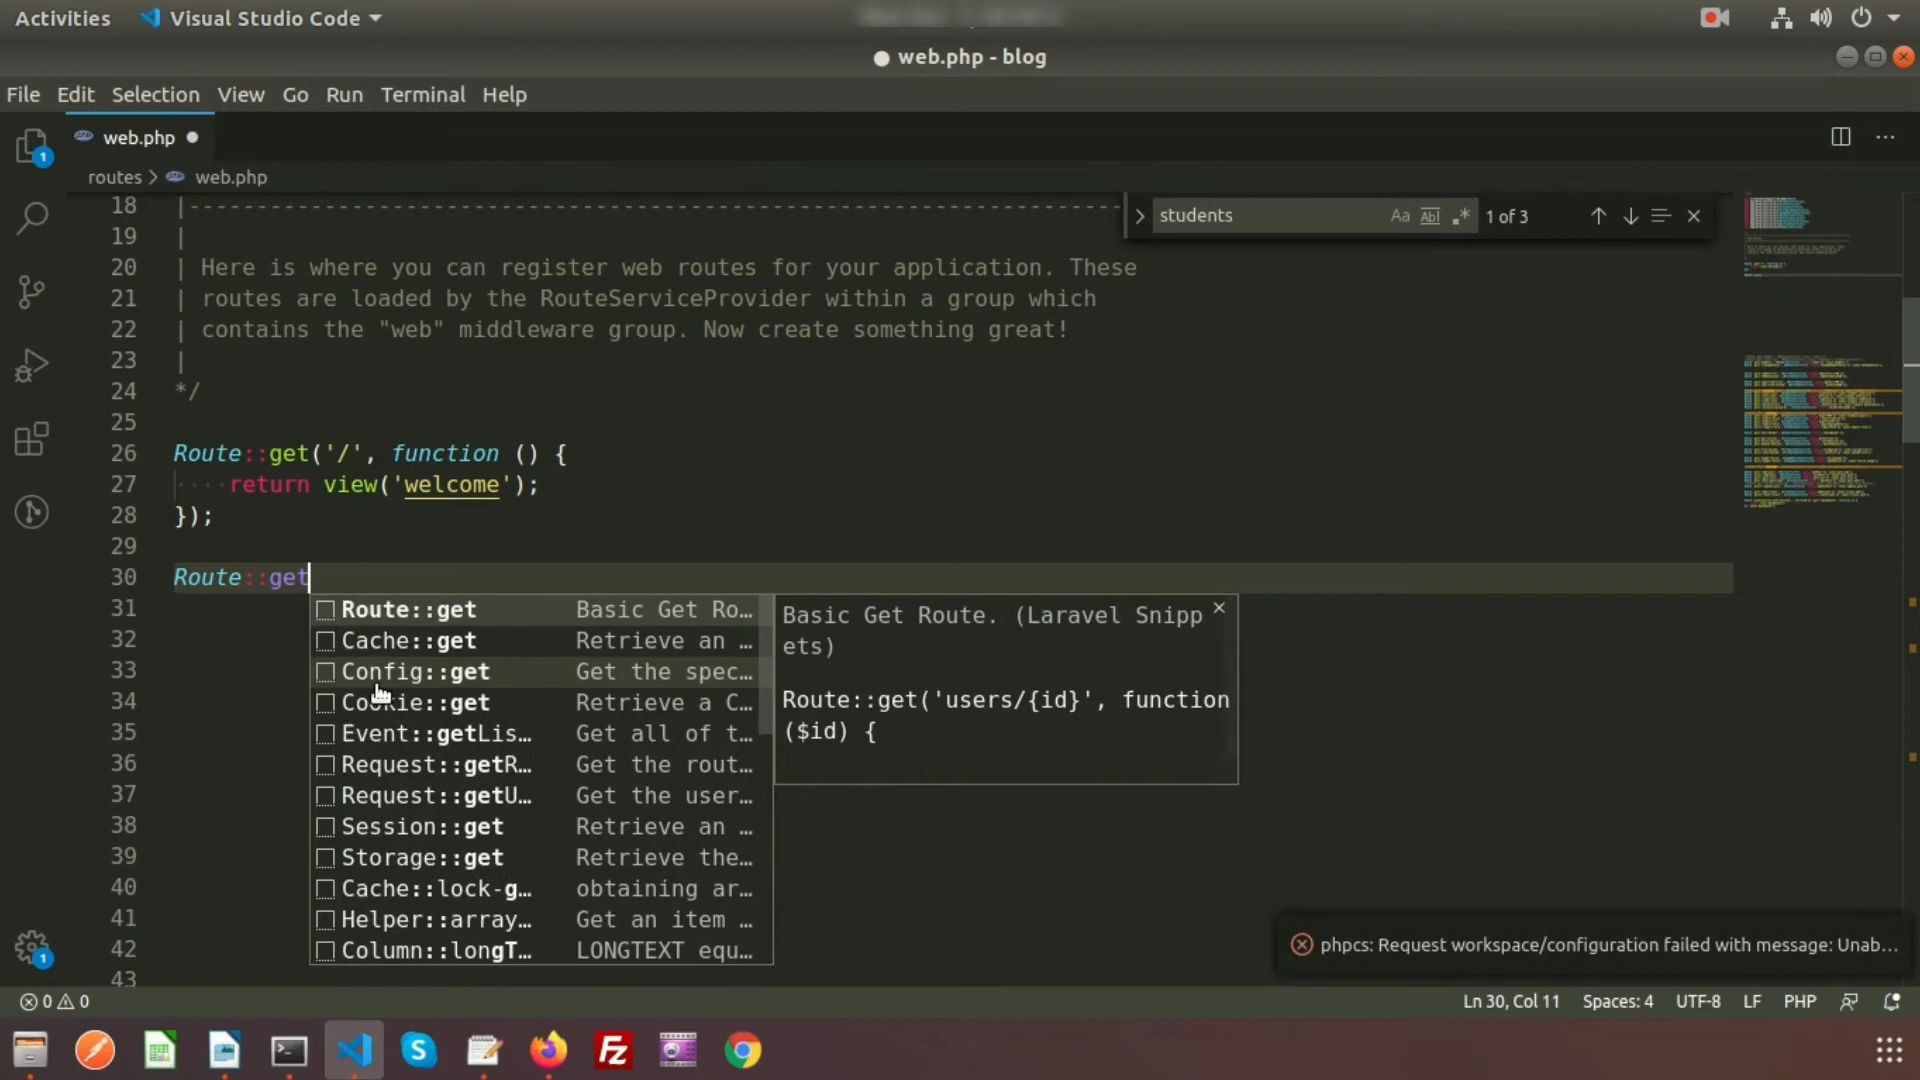 Activities Visual Studio Code
web.php - blog
File Edit Selection View Go Run Terminal Help
1
web.php
routes > web.php
students Aa Abl .* 1 of 3
18 |----------------------------------------------------------------------
19 |
20 | Here is where you can register web routes for your application. These
21 | routes are loaded by the RouteServiceProvider within a group which
22 | contains the "web" middleware group. Now create something great!
23 |
24 */
25
26 Route::get('/', function () {
27 ····return view('welcome');
28 });
29
30 Route::get
31
32
33
34
35
36
37
38
39
40
41
42
43
Route::get Basic Get Ro…
Cache::get Retrieve an …
Config::get Get the spec…
Cookie::get Retrieve a C…
Event::getLis… Get all of t…
Request::getR… Get the rout…
Request::getU… Get the user…
Session::get Retrieve an …
Storage::get Retrieve the…
Cache::lock-g… obtaining ar…
Helper::array… Get an item …
Column::longT… LONGTEXT equ…
Basic Get Route. (Laravel Snipp
ets)
Route::get('users/{id}', function
($id) {
phpcs: Request workspace/configuration failed with message: Unab…
1
0 0
Ln 30, Col 11 Spaces: 4 UTF-8 LF PHP
S
Fz